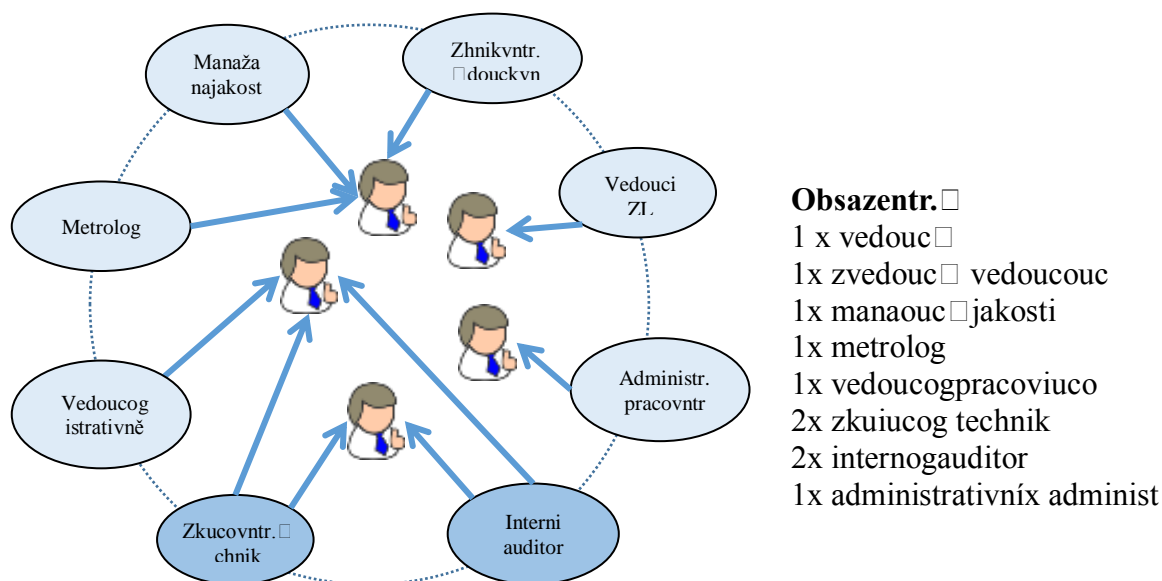 Manaža
najakost
Zhnikvntr.
□douckvn
Metrolog
Vedouci
ZL
Vedoucog
istrativně
Administr.
pracovntr
Zkucovntr.□
chnik
Interni
auditor
Obsazentr.□
1 x vedouc□
1x zvedouc□ vedoucouc
1x manaouc□jakosti
1x metrolog
1x vedoucogpracoviuco
2x zkuiucog technik
2x internogauditor
1x administrativníx administ